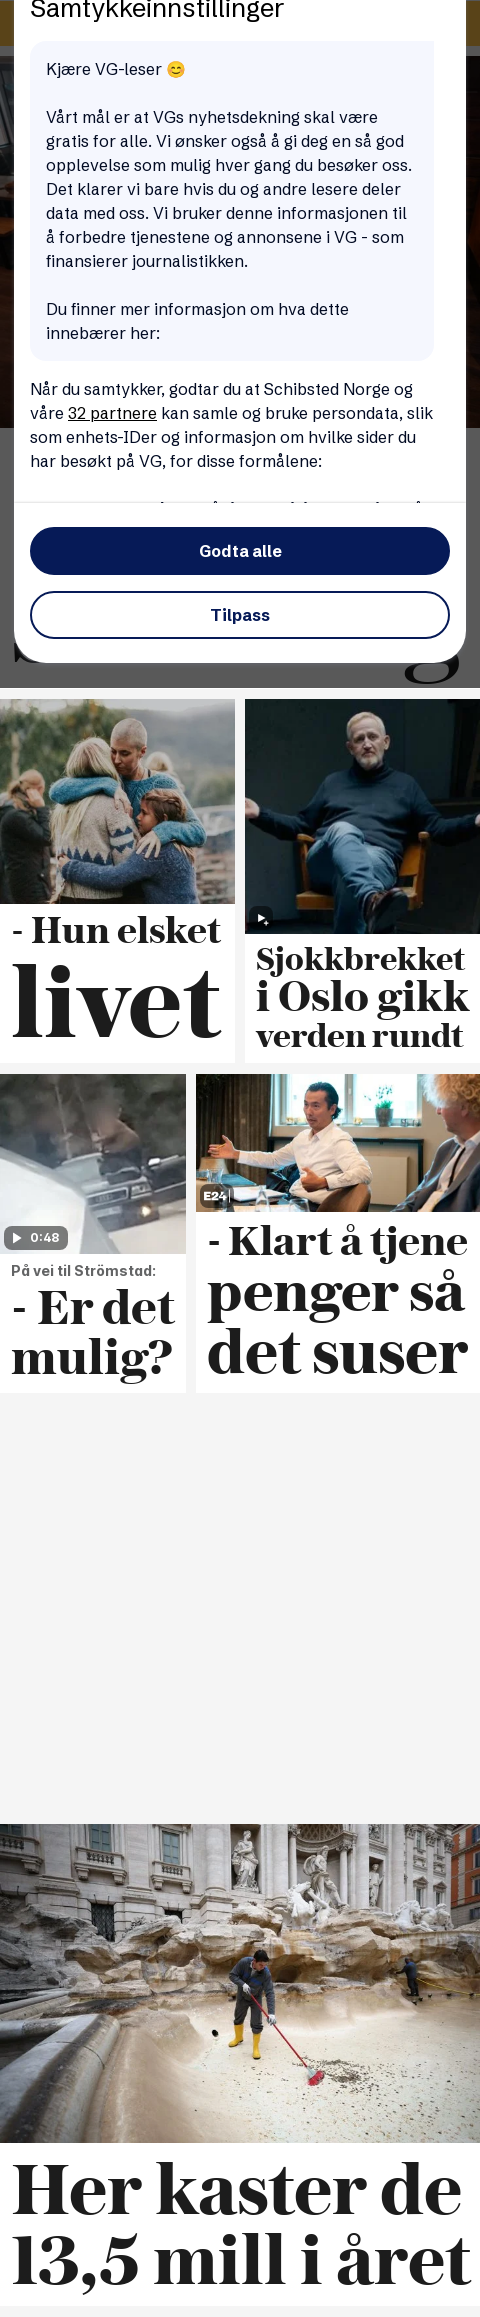 Samtykkeinnstillinger
Kjære VG-leser 😊
Vårt mål er at VGs nyhetsdekning skal være
gratis for alle. Vi ønsker også å gi deg en så god
opplevelse som mulig hver gang du besøker oss.
Det klarer vi bare hvis du og andre lesere deler
data med oss. Vi bruker denne informasjonen til
å forbedre tjenestene og annonsene i VG - som
finansierer journalistikken.
Du finner mer informasjon om hva dette
innebærer her:
Når du samtykker, godtar du at Schibsted Norge og
våre 32 partnere kan samle og bruke persondata, slik
som enhets-IDer og informasjon om hvilke sider du
har besøkt på VG, for disse formålene:
Godta alle
Tilpass
- Hun elsket
livet
Sjokkbrekket
i Oslo gikk
verden rundt
0:48
På vei til Strömstad:
- Er det
mulig?
E24
- Klart å tjene
penger så
det suser
Her kaster de
13,5 mill i året